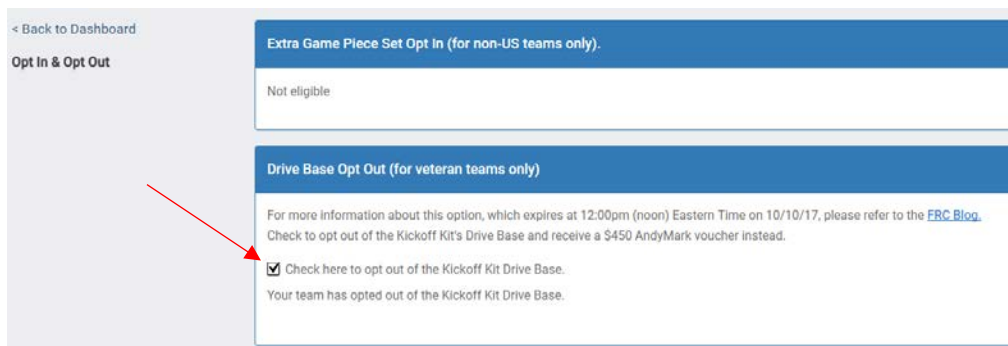 < Back to Dashboard
Opt In & Opt Out
Extra Game Piece Set Opt In (for non-US teams only).
Not eligible
Drive Base Opt Out (for veteran teams only)
For more information about this option, which expires at 12:00pm (noon) Eastern Time on 10/10/17, please refer to the FRC Blog.
Check to opt out of the Kickoff Kit's Drive Base and receive a $450 AndyMark voucher instead.
Check here to opt out of the Kickoff Kit Drive Base.
Your team has opted out of the Kickoff Kit Drive Base.